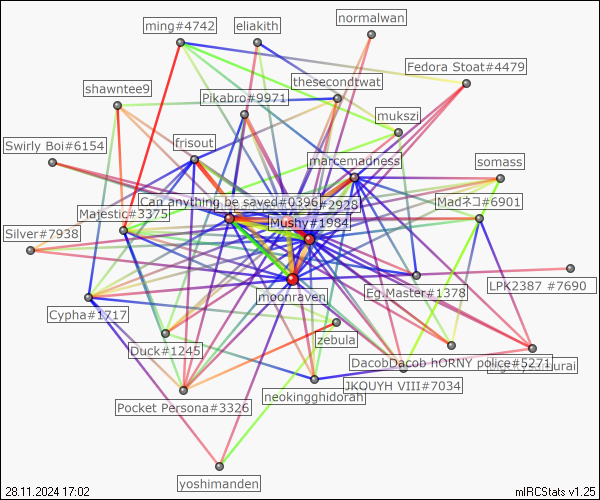 ming#4742
eliakith
normalwan
Fedora Stoat#4479
thesecondtwat
shawntee9
Pikabro#9971
mukszi
Swirly Boi#6154
frisout
marcemadness
somass
Can anything be saved#0396
#2928
Madネコ#6901
Majestic#3375
Mushy#1984
Silver#7938
moonraven
Eg.Master#1378
LPK2387 #7690
Cypha#1717
zebula
Duck#1245
DacobDacob hORNY police#5271
JKQUYH VIII#7034
neokingghidorah
Pocket Persona#3326
yoshimanden
28.11.2024 17:02
mIRCStats v1.25